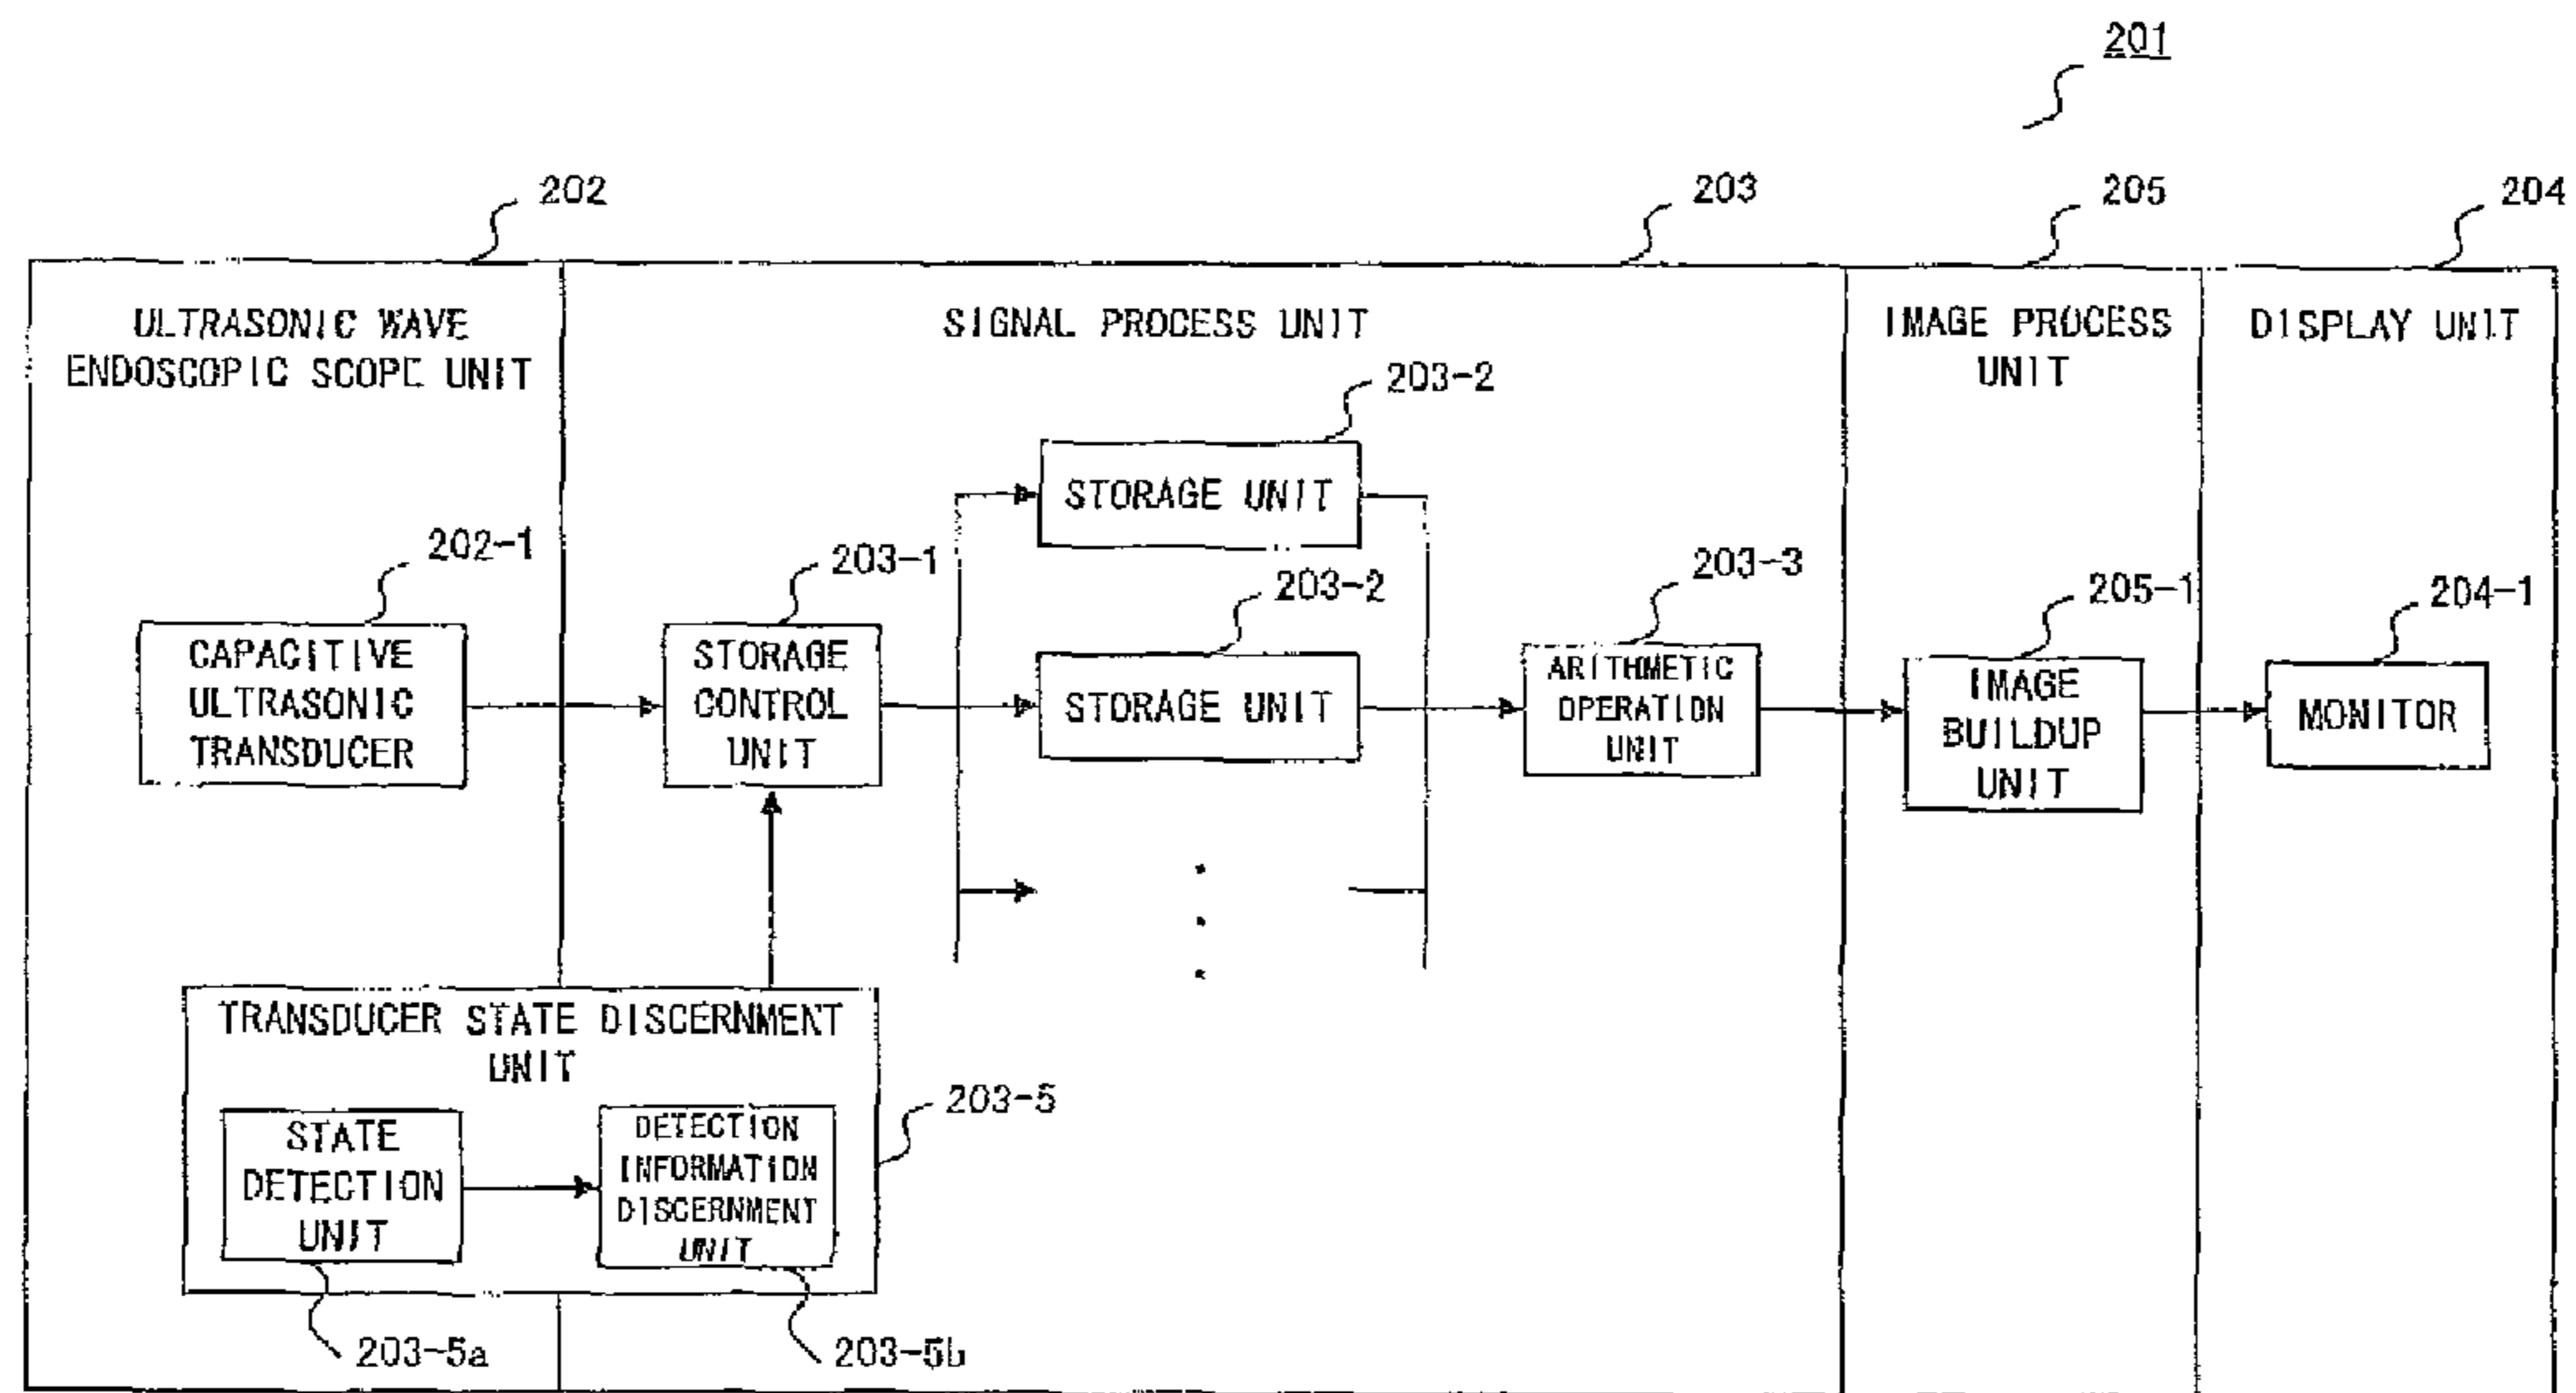 201
202
203
205
204
ULTRASONIC WAVE
ENDOSCOPIC SCOPE UNIT
SIGNAL PROCESS UNIT
IMAGE PROCESS
UNIT
DISPLAY UNIT
203-2
STORAGE UNIT
202-1
203-1
203-2
203-3
205-1
204-1
CAPACITIVE
ULTRASONIC
TRANSDUCER
STORAGE
CONTROL
UNIT
STORAGE UNIT
ARITHMETIC
OPERATION
UNIT
IMAGE
BUILDUP
UNIT
MONITOR
TRANSDUCER STATE DISCERNMENT
UNIT
203-5
STATE
DETECTION
UNIT
DETECTION
INFORMATION
DISCERNMENT
UNIT
203-5a
203-5b